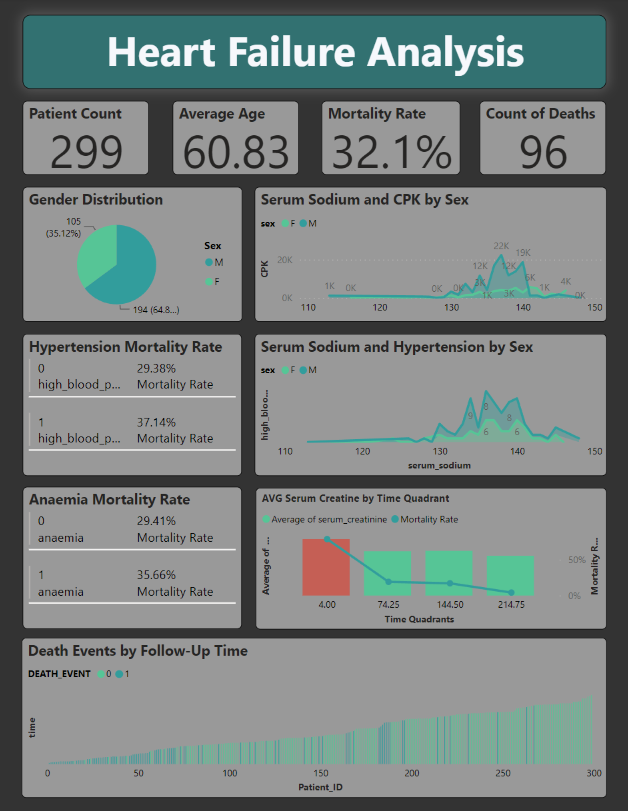 Heart Failure Analysis
Patient Count
299
Average Age
60.83
Mortality Rate
32.1%
Count of Deaths
96
Gender Distribution
105
(35.12%)
194 (64.8...)
Sex
M
F
Serum Sodium and CPK by Sex
sex F M
CPK
20K
0K
1K 0K 0K 0K 12K 3K 1K 22K 12K 3K 19K 6K 1K 4K 0K
110 120 130 140 150
Hypertension Mortality Rate
0 29.38%
high_blood_p... Mortality Rate
1 37.14%
high_blood_p... Mortality Rate
Serum Sodium and Hypertension by Sex
sex F M
high_bloo...
9 8 6 8 6
110 120 130 140 150
serum_sodium
Anaemia Mortality Rate
0 29.41%
anaemia Mortality Rate
1 35.66%
anaemia Mortality Rate
AVG Serum Creatine by Time Quadrant
Average of serum_creatinine Mortality Rate
Average of ...
50%
0%
Mortality R...
4.00 74.25 144.50 214.75
Time Quadrants
Death Events by Follow-Up Time
DEATH_EVENT 0 1
time
0 50 100 150 200 250 300
Patient_ID